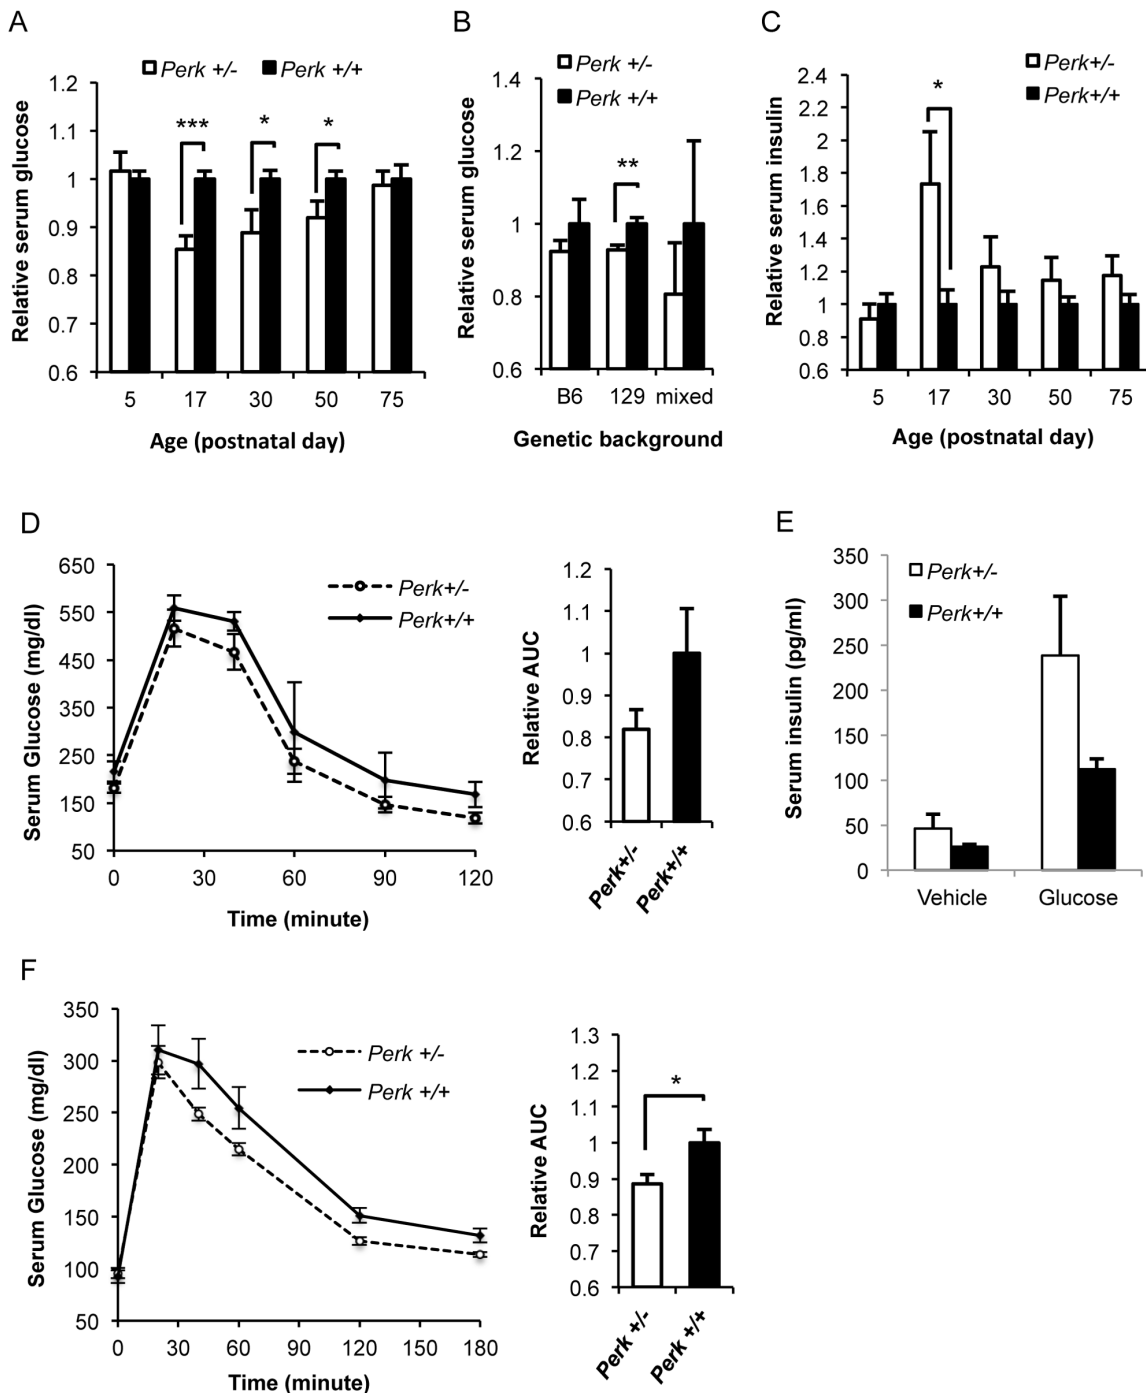 A
Perk +/- Perk +/+
Relative serum glucose
1.2
1.1
1
0.9
0.8
0.7
0.6
*** * *
5 17 30 50 75
Age (postnatal day)
B
Perk +/-
Perk +/+
Relative serum glucose
1.4
1.2
1
0.8
0.6
**
B6 129 mixed
Genetic background
C
Perk+/-
Perk+/+
Relative serum insulin
2.4
2.2
2
1.8
1.6
1.4
1.2
1
0.8
0.6
*
5 17 30 50 75
Age (postnatal day)
D
Serum Glucose (mg/dl)
650
550
450
350
250
150
50
Perk+/-
Perk+/+
0 30 60 90 120
Time (minute)
Relative AUC
1.2
1.1
1
0.9
0.8
0.7
0.6
Perk+/-
Perk+/+
E
Serum insulin (pg/ml)
350
300
250
200
150
100
50
0
Perk+/-
Perk+/+
Vehicle Glucose
F
Serum Glucose (mg/dl)
350
300
250
200
150
100
50
Perk +/-
Perk +/+
0 30 60 90 120 150 180
Time (minute)
Relative AUC
1.3
1.2
1.1
1
0.9
0.8
0.7
0.6
*
Perk +/-
Perk +/+